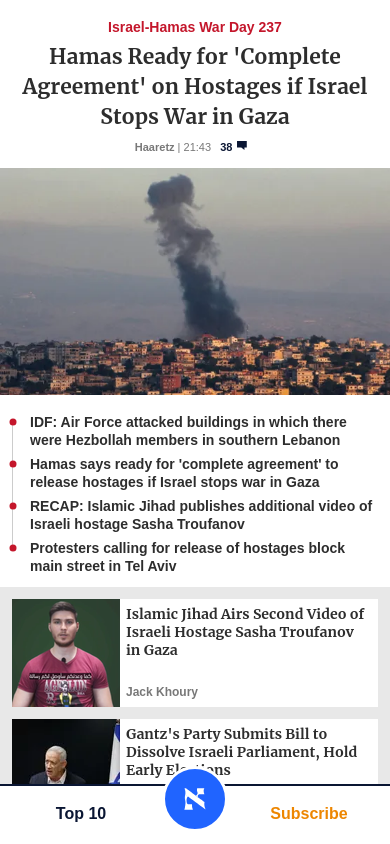 Israel-Hamas War Day 237
Hamas Ready for 'Complete
Agreement' on Hostages if Israel
Stops War in Gaza
Haaretz | 21:43 38
IDF: Air Force attacked buildings in which there
were Hezbollah members in southern Lebanon
Hamas says ready for 'complete agreement' to
release hostages if Israel stops war in Gaza
RECAP: Islamic Jihad publishes additional video of
Israeli hostage Sasha Troufanov
Protesters calling for release of hostages block
main street in Tel Aviv
Islamic Jihad Airs Second Video of
Israeli Hostage Sasha Troufanov
in Gaza
Jack Khoury
Gantz's Party Submits Bill to
Dissolve Israeli Parliament, Hold
Early Elections
Top 10
Subscribe